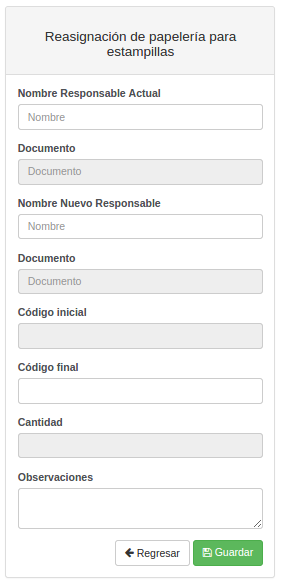 Reasignación de papelería para
estampillas
Nombre Responsable Actual
Nombre
Documento
Documento
Nombre Nuevo Responsable
Nombre
Documento
Documento
Código inicial
Código final
Cantidad
Observaciones
Regresar
Guardar